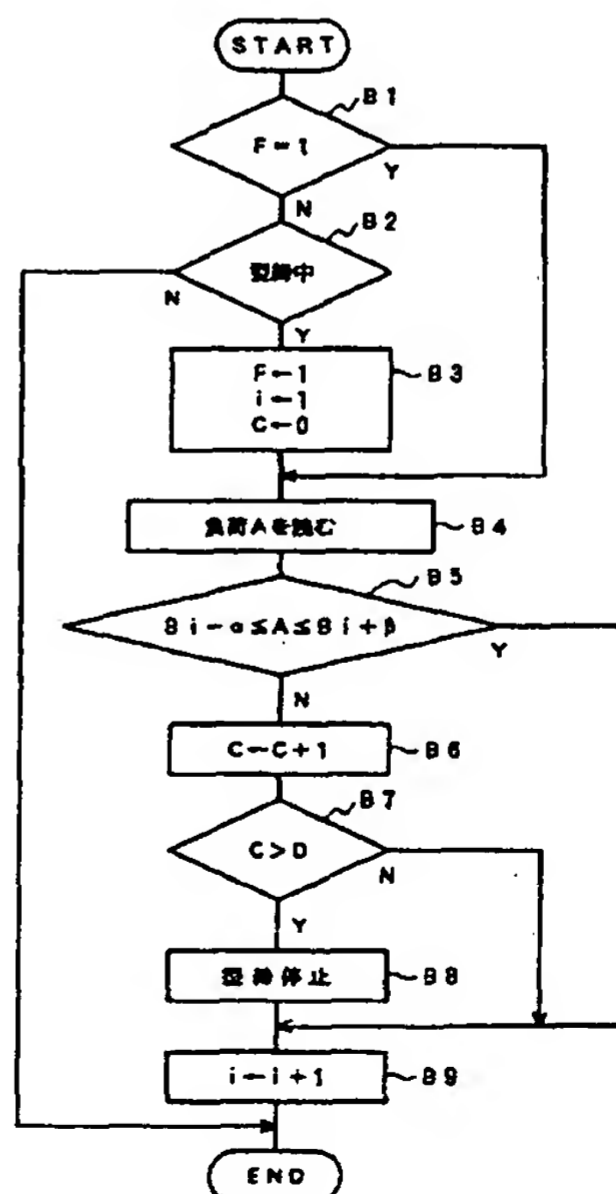 START
B1
F=1
Y
N
B2
型締中
N
Y
F←1
i←1
C←0
B3
負荷Aを読む
B4
B5
Bi-α≤A≤Bi+β
Y
N
C←C+1
B6
B7
C>D
N
Y
型締停止
B8
i←i+1
B9
END